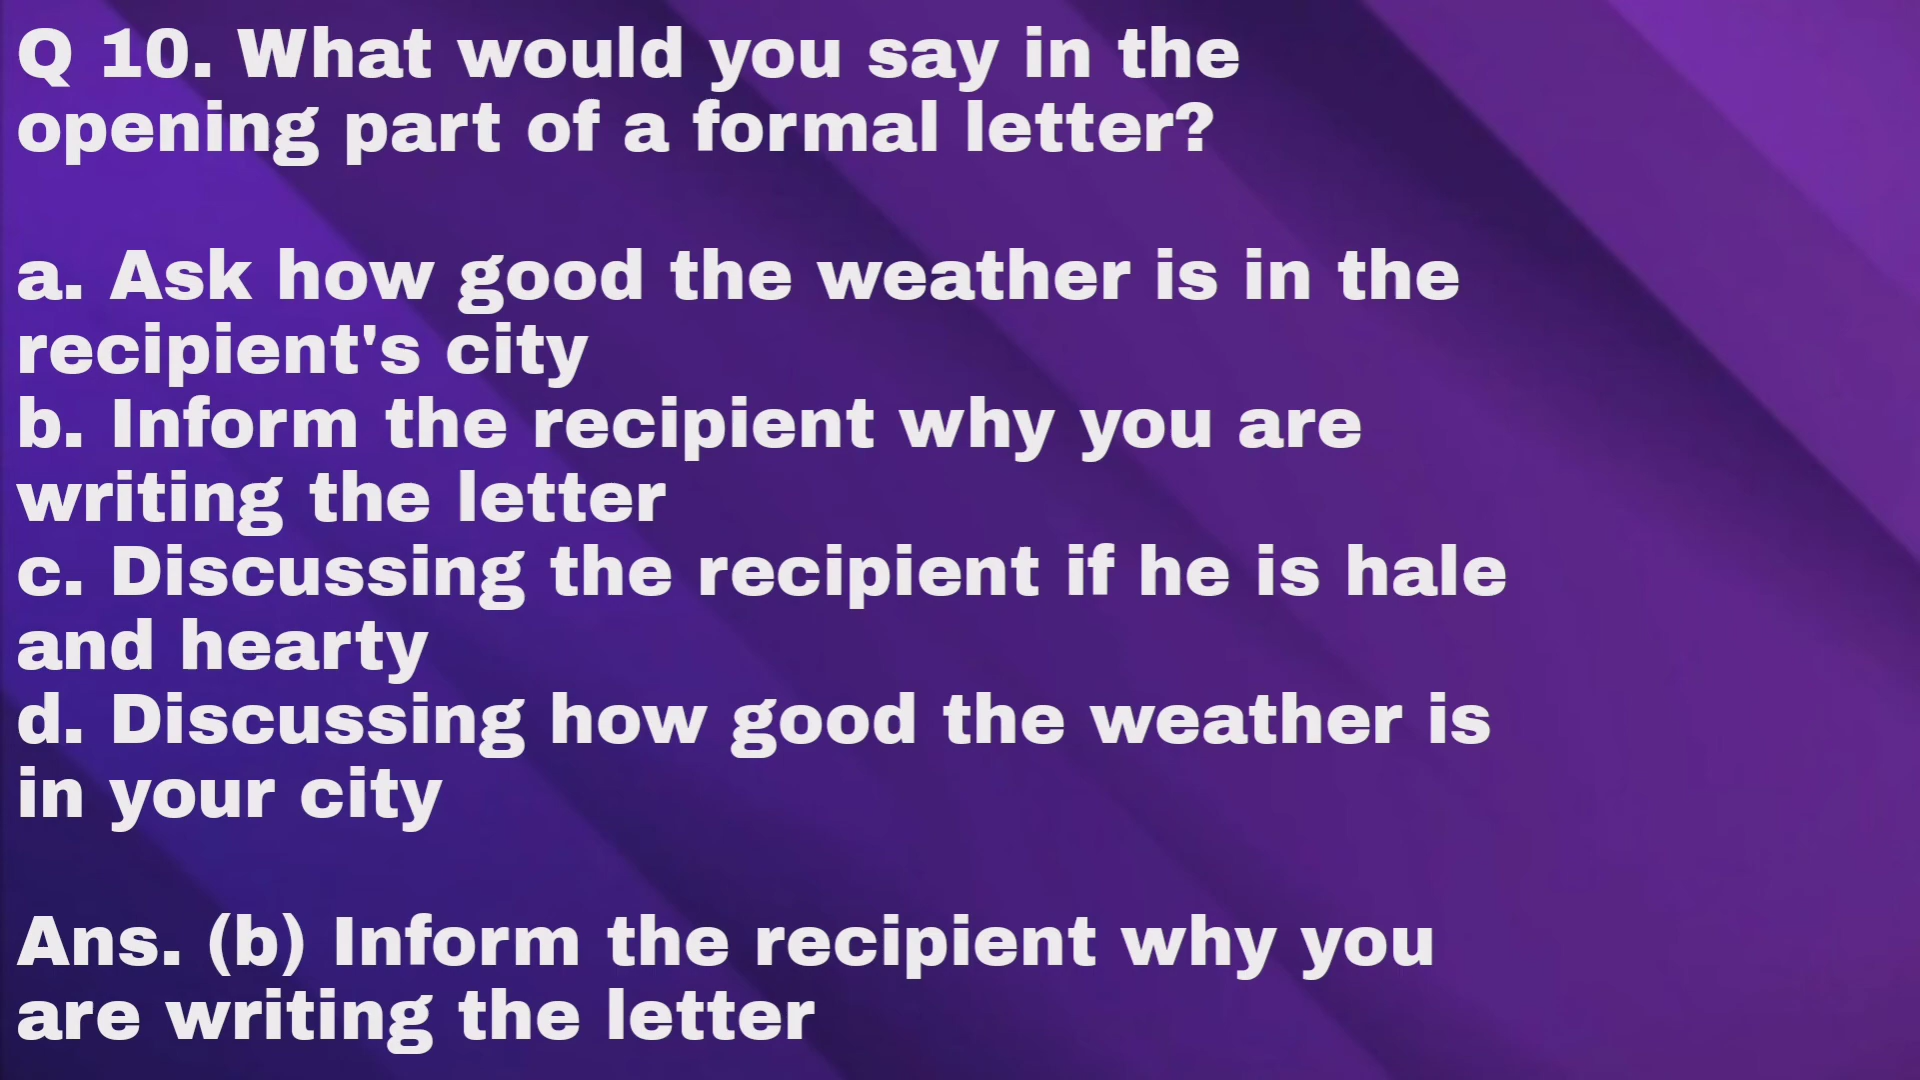 Q 10. What would you say in the
opening part of a formal letter?
a. Ask how good the weather is in the
recipient's city
b. Inform the recipient why you are
writing the letter
c. Discussing the recipient if he is hale
and hearty
d. Discussing how good the weather is
in your city
Ans. (b) Inform the recipient why you
are writing the letter